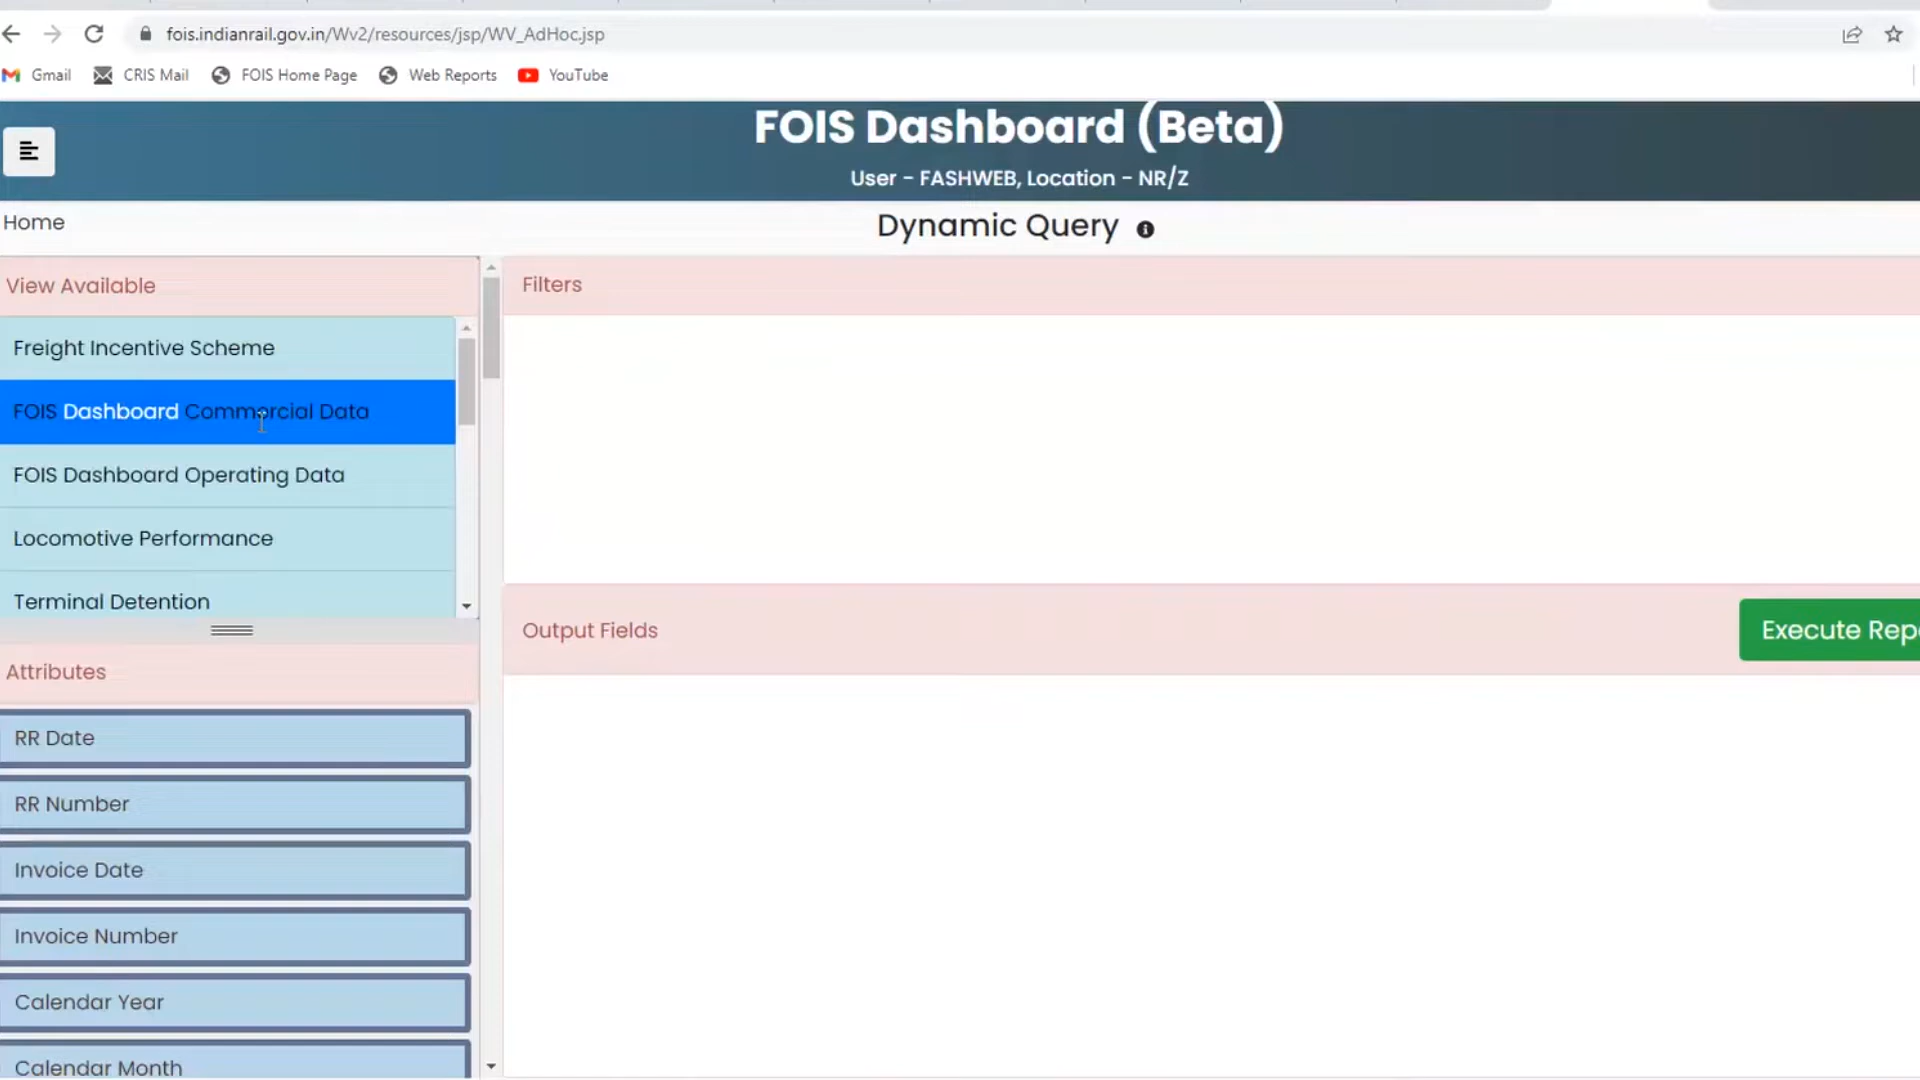 fois.indianrail.gov.in/Wv2/resources/jsp/WV_AdHoc.jsp
Gmail CRIS Mail FOIS Home Page Web Reports YouTube
FOIS Dashboard (Beta)
User - FASHWEB, Location - NR/Z
Home
Dynamic Query
View Available
Filters
Freight Incentive Scheme
FOIS Dashboard Commercial Data
FOIS Dashboard Operating Data
Locomotive Performance
Terminal Detention
Output Fields
Execute Repo
Attributes
RR Date
RR Number
Invoice Date
Invoice Number
Calendar Year
Calendar Month